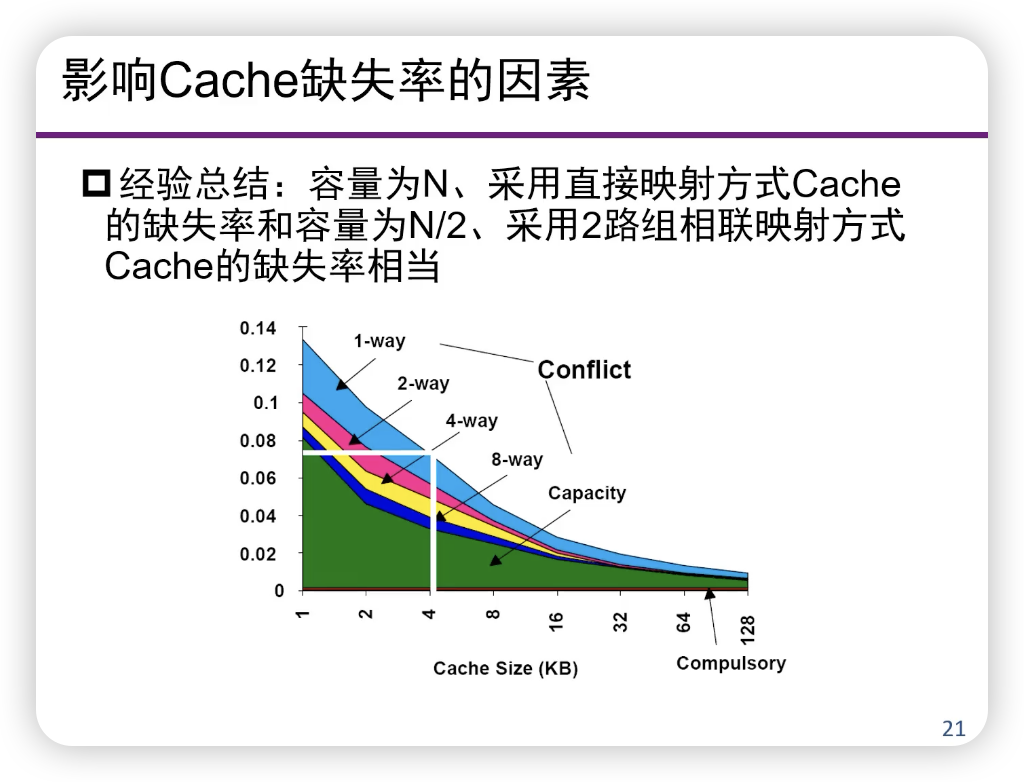 影响Cache缺失率的因素
经验总结：容量为N、采用直接映射方式Cache
的缺失率和容量为N/2、采用2路组相联映射方式
Cache的缺失率相当
0.14
0.12
0.1
0.08
0.06
0.04
0.02
0
1-way
2-way
4-way
8-way
Conflict
Capacity
1
2
4
8
16
32
64
128
Cache Size (KB)
Compulsory
21